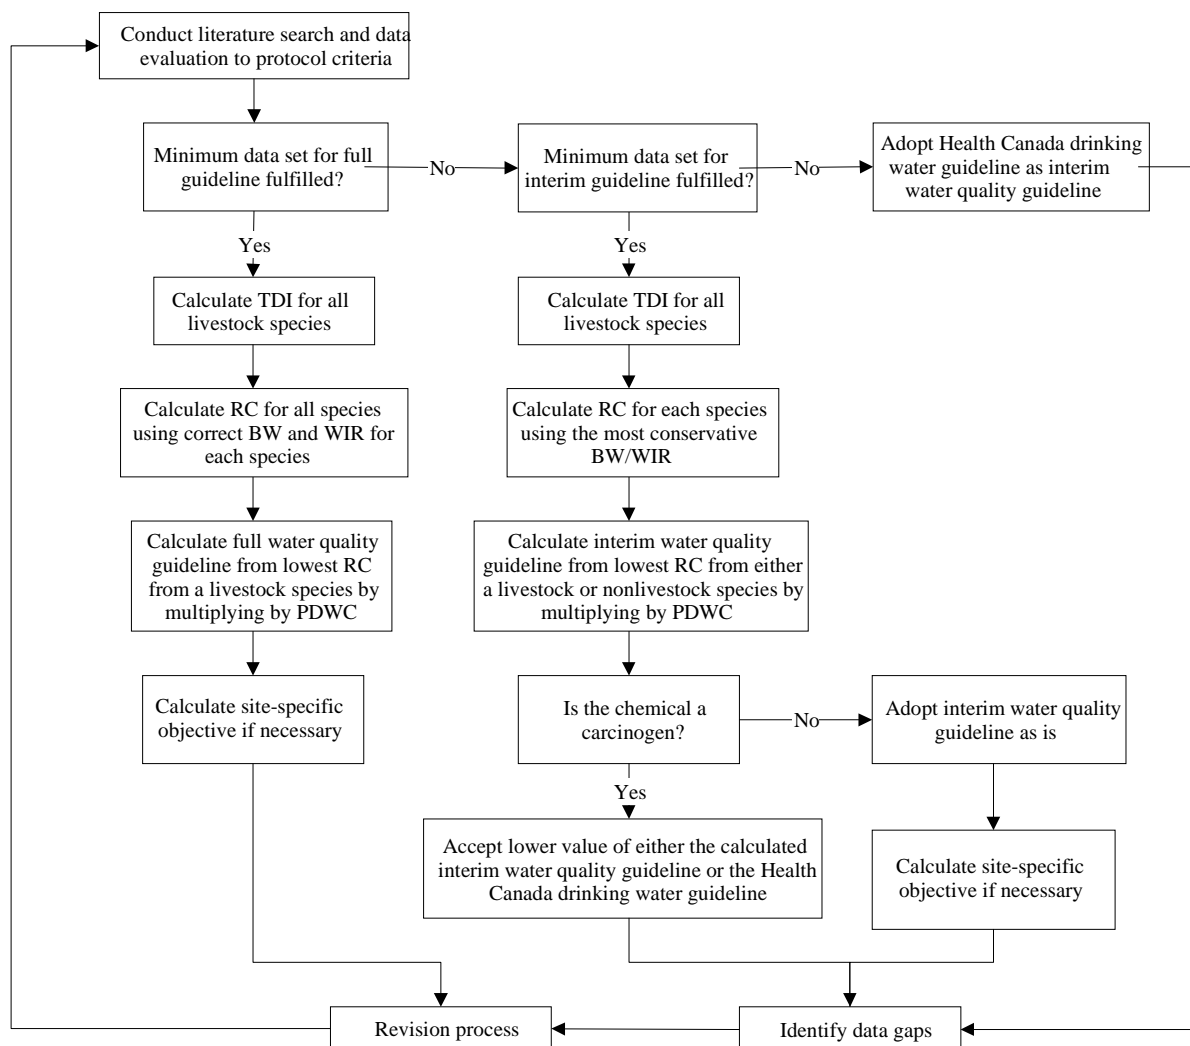 Conduct literature search and data
evaluation to protocol criteria
Minimum data set for full
guideline fulfilled?
No
Minimum data set for
interim guideline fulfilled?
No
Adopt Health Canada drinking
water guideline as interim
water quality guideline
Yes
Yes
Calculate TDI for all
livestock species
Calculate TDI for all
livestock species
Calculate RC for all species
using correct BW and WIR for
each species
Calculate RC for each species
using the most conservative
BW/WIR
Calculate full water quality
guideline from lowest RC
from a livestock species by
multiplying by PDWC
Calculate interim water quality
guideline from lowest RC from either
a livestock or nonlivestock species by
multiplying by PDWC
Calculate site-specific
objective if necessary
Is the chemical a
carcinogen?
No
Adopt interim water quality
guideline as is
Yes
Accept lower value of either the calculated
interim water quality guideline or the Health
Canada drinking water guideline
Calculate site-specific
objective if necessary
Revision process
Identify data gaps